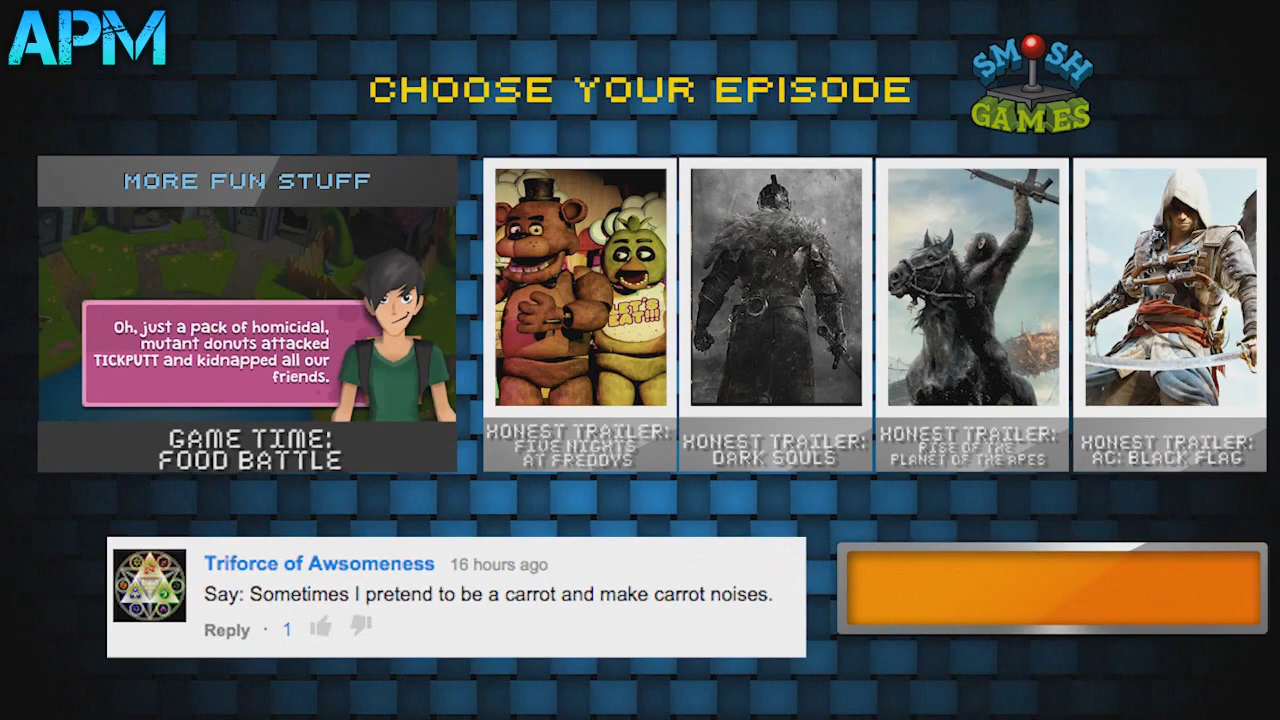 APM
CHOOSE YOUR EPISODE
SMOSH
GAMES
MORE FUN STUFF
Oh, just a pack of homicidal,
mutant donuts attacked
TICKPUTT and kidnapped all our
friends.
GAME TIME:
FOOD BATTLE
LET'S
EAT!!!
HONEST TRAILER:
FIVE NIGHTS
AT FREDDYS
HONEST TRAILER:
DARK SOULS
HONEST TRAILER:
RISE OF THE
PLANET OF THE APES
HONEST TRAILER:
AC: BLACK FLAG
Triforce of Awsomeness 16 hours ago
Say: Sometimes I pretend to be a carrot and make carrot noises.
Reply · 1